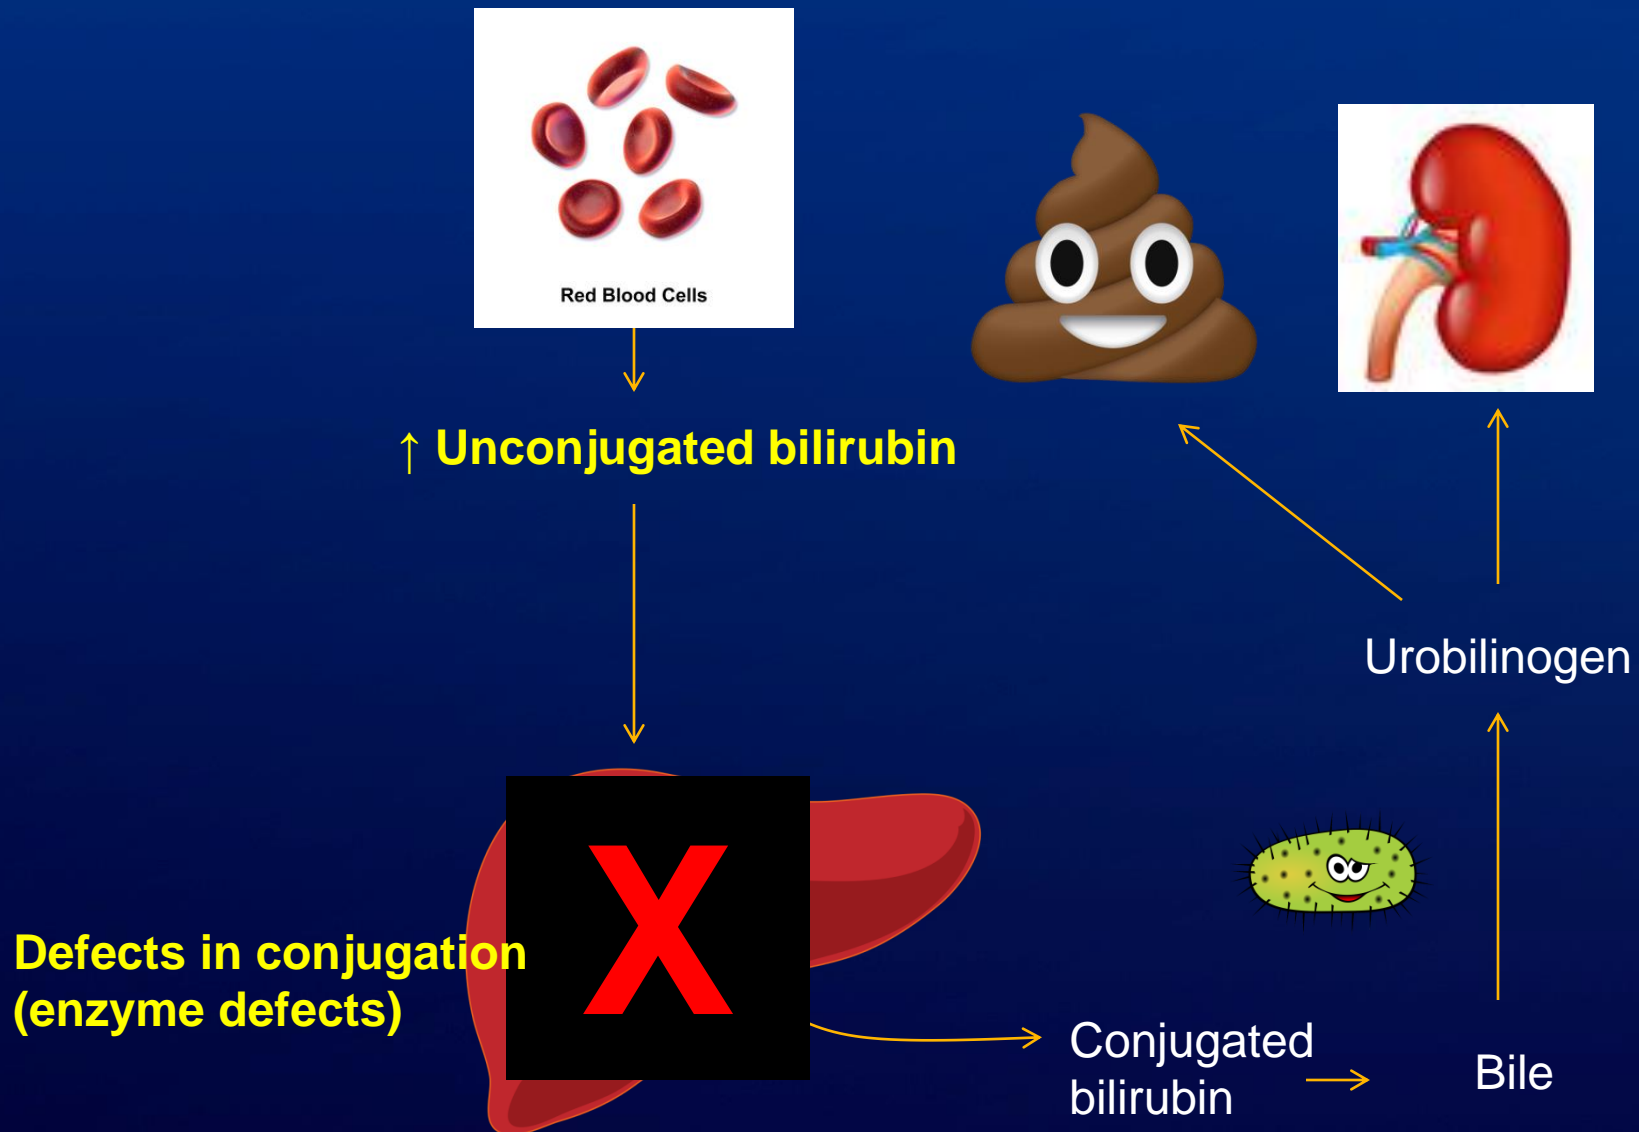 Red Blood Cells
↑ Unconjugated bilirubin
Urobilinogen
X
Defects in conjugation
(enzyme defects)
Conjugated
bilirubin
Bile